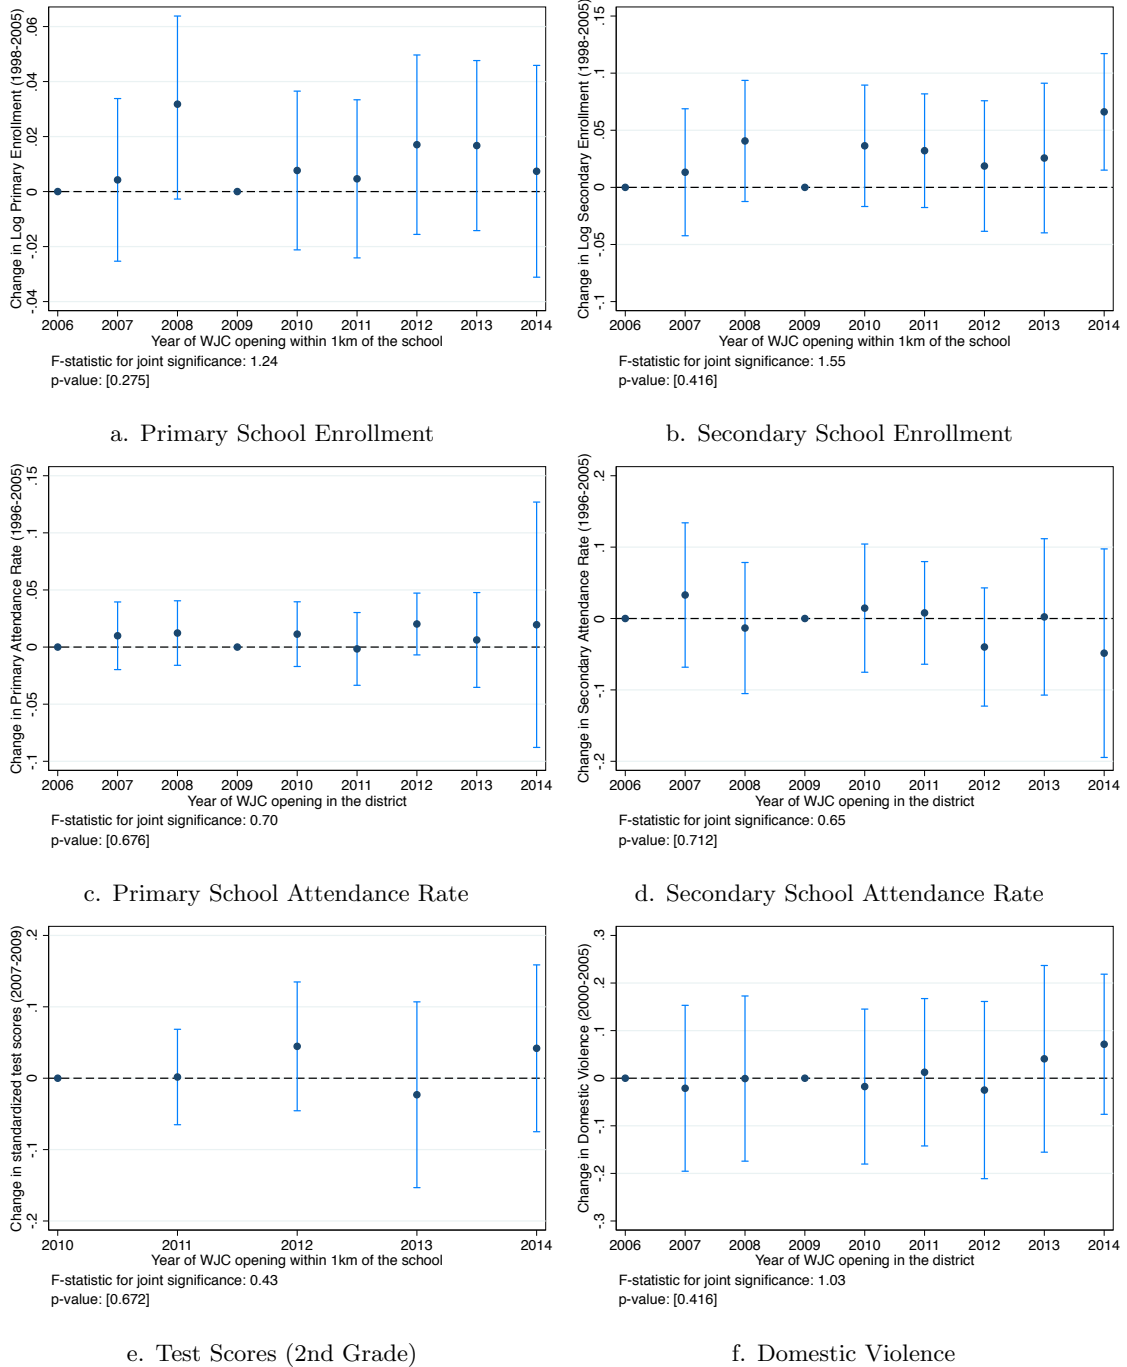 Change in Log Primary Enrollment (1998-2005)
.06
.04
.02
0
-.02
-.04
2006 2007 2008 2009 2010 2011 2012 2013 2014
Year of WJC opening within 1km of the school
F-statistic for joint significance: 1.24
p-value: [0.275]
a. Primary School Enrollment
Change in Log Secondary Enrollment (1998-2005)
.15
.1
.05
0
-.05
-.1
2006 2007 2008 2009 2010 2011 2012 2013 2014
Year of WJC opening within 1km of the school
F-statistic for joint significance: 1.55
p-value: [0.416]
b. Secondary School Enrollment
Change in Primary Attendance Rate (1996-2005)
.15
.1
.05
0
-.05
-.1
2006 2007 2008 2009 2010 2011 2012 2013 2014
Year of WJC opening in the district
F-statistic for joint significance: 0.70
p-value: [0.676]
c. Primary School Attendance Rate
Change in Secondary Attendance Rate (1996-2005)
.2
.1
0
-.1
-.2
2006 2007 2008 2009 2010 2011 2012 2013 2014
Year of WJC opening in the district
F-statistic for joint significance: 0.65
p-value: [0.712]
d. Secondary School Attendance Rate
Change in standardized test scores (2007-2009)
.2
.1
0
-.1
-.2
2010 2011 2012 2013 2014
Year of WJC opening within 1km of the school
F-statistic for joint significance: 0.43
p-value: [0.672]
e. Test Scores (2nd Grade)
Change in Domestic Violence (2000-2005)
.3
.2
.1
0
-.1
-.2
-.3
2006 2007 2008 2009 2010 2011 2012 2013 2014
Year of WJC opening in the district
F-statistic for joint significance: 1.03
p-value: [0.416]
f. Domestic Violence